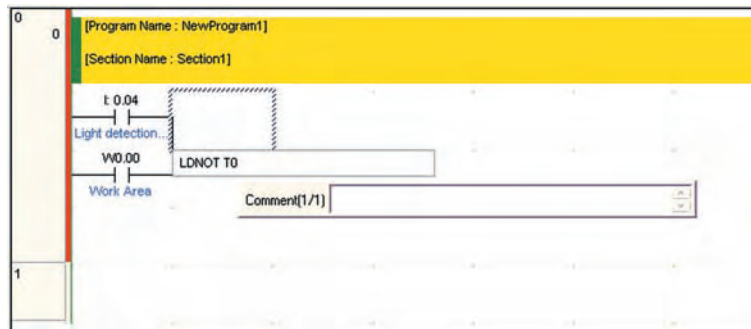 0
0
[Program Name : NewProgram1]
[Section Name : Section1]
I: 0.04
Light detection...
W0.00
LDNOT T0
Work Area
Comment(1/1)
1